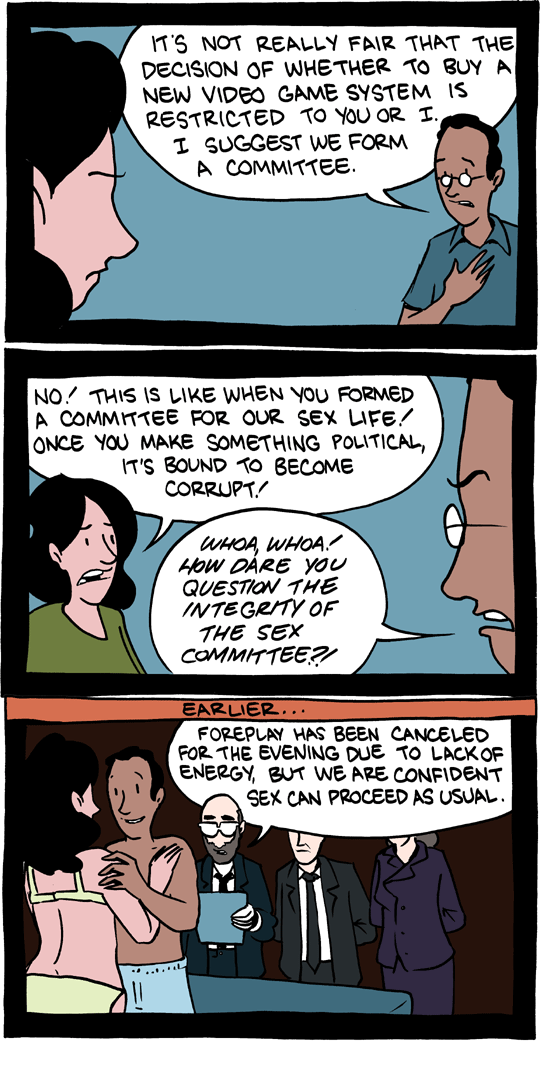 IT'S NOT REALLY FAIR THAT THE
DECISION OF WHETHER TO BUY A
NEW VIDEO GAME SYSTEM IS
RESTRICTED TO YOU OR I.
I SUGGEST WE FORM
A COMMITTEE.
NO! THIS IS LIKE WHEN YOU FORMED
A COMMITTEE FOR OUR SEX LIFE!
ONCE YOU MAKE SOMETHING POLITICAL,
IT'S BOUND TO BECOME
CORRUPT!
WHOA, WHOA!
HOW DARE YOU
QUESTION THE
INTEGRITY OF
THE SEX
COMMITTEE?!
EARLIER...
FOREPLAY HAS BEEN CANCELED
FOR THE EVENING DUE TO LACK OF
ENERGY, BUT WE ARE CONFIDENT
SEX CAN PROCEED AS USUAL.